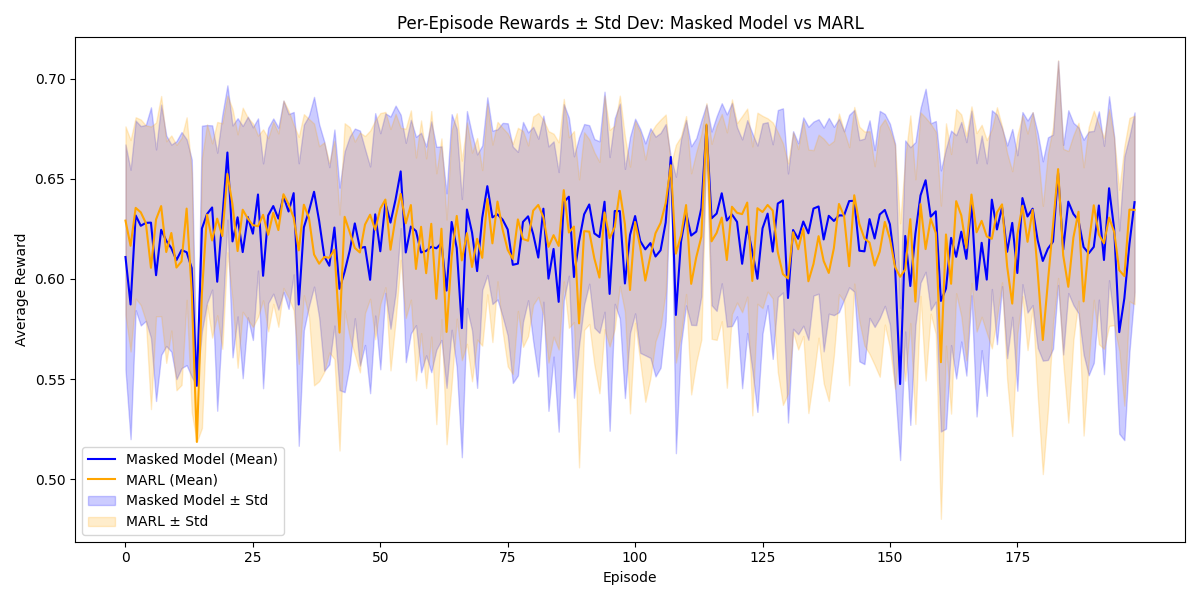 Per-Episode Rewards ± Std Dev: Masked Model vs MARL
Average Reward
0.70
0.65
0.60
0.55
0.50
Masked Model (Mean)
MARL (Mean)
Masked Model ± Std
MARL ± Std
0 25 50 75 100 125 150 175
Episode